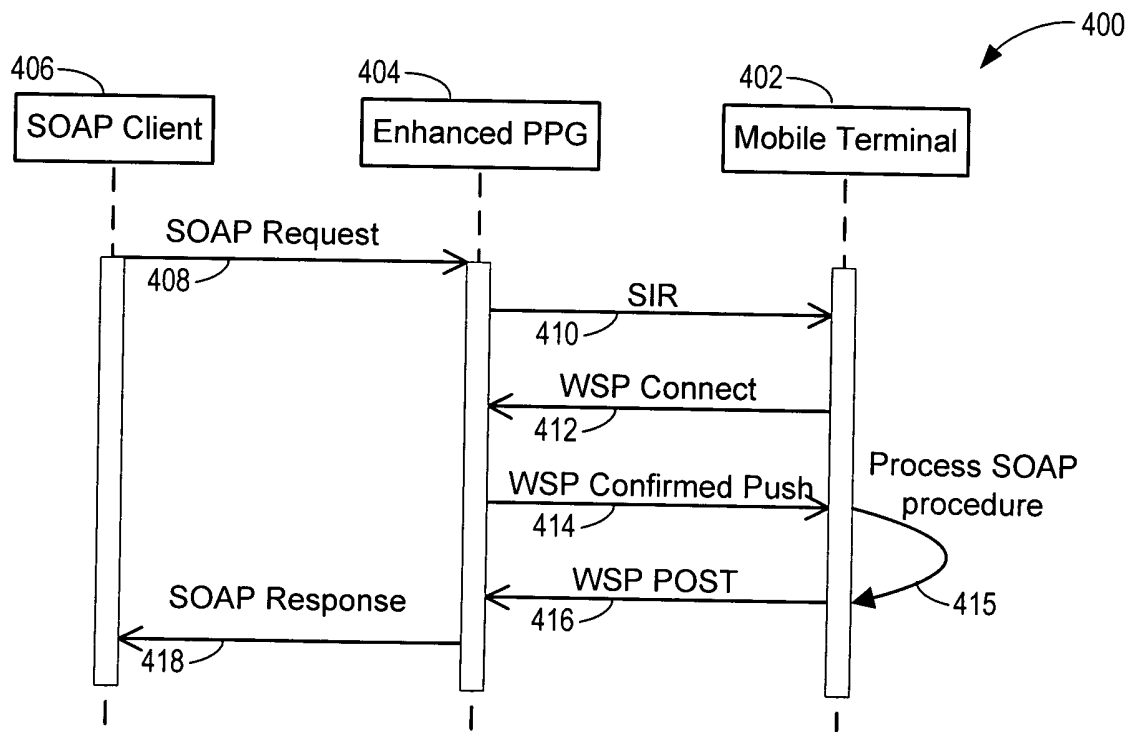 400
406
404
402
SOAP Client
Enhanced PPG
Mobile Terminal
SOAP Request
408
SIR
410
WSP Connect
412
Process SOAP
procedure
WSP Confirmed Push
414
WSP POST
416
415
SOAP Response
418